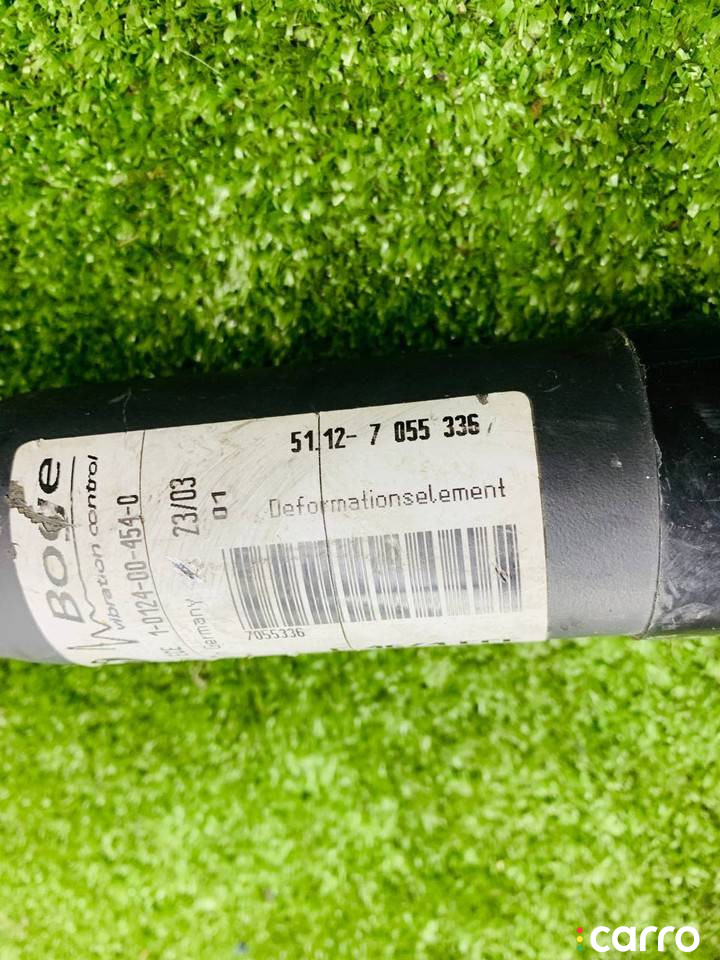 51.12- 7 055 336
Deformationselement
7055336
Boge
vibration control
1-0124-00-454-0
23/03
01
Germany
carro